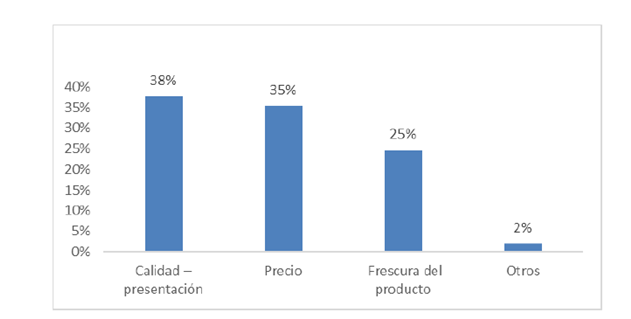 38%
35%
25%
2%
40%
35%
30%
25%
20%
15%
10%
5%
0%
Calidad –
presentación
Precio
Frescura del
producto
Otros